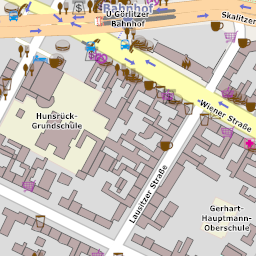 Bahnhof
U Görlitzer
Bahnhof
Skalitzer
Wiener Straße
Hunsrück-
Grundschule
Lausitzer Straße
Gerhart-
Hauptmann-
Oberschule